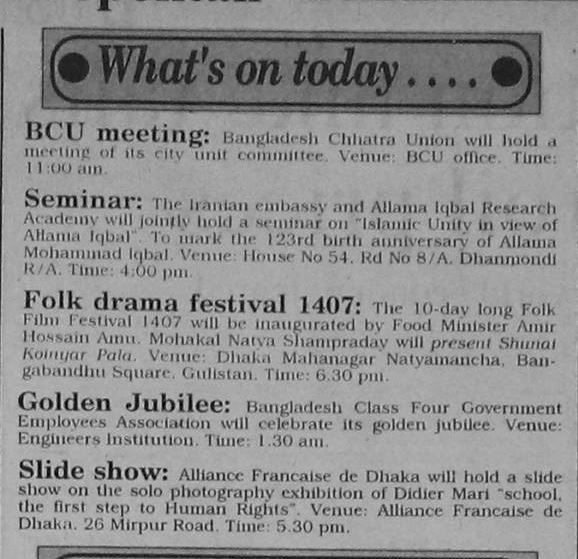 What's on today . . . .
BCU meeting: Bangladesh Chhatra Union will hold a
meeting of its city unit committee. Venue: BCU office. Time:
11:00 am.
Seminar: The Iranian embassy and Allama Iqbal Research
Academy will jointly hold a seminar on "Islamic Unity in view of
Allama Iqbal". To mark the 123rd birth anniversary of Allama
Mohammad Iqbal. Venue: House No 54, Rd No 8/A, Dhanmondi
R/A. Time: 4:00 pm.
Folk drama festival 1407: The 10-day long Folk
Film Festival 1407 will be inaugurated by Food Minister Amir
Hossain Amu. Mohakal Natya Shampraday will present Shunai
Koinyar Pala. Venue: Dhaka Mahanagar Natyamancha, Ban-
gabandhu Square, Gulistan. Time: 6.30 pm.
Golden Jubilee: Bangladesh Class Four Government
Employees Association will celebrate its golden jubilee. Venue:
Engineers Institution. Time: 1.30 am.
Slide show: Alliance Francaise de Dhaka will hold a slide
show on the solo photography exhibition of Didier Mari "school,
the first step to Human Rights". Venue: Alliance Francaise de
Dhaka, 26 Mirpur Road. Time: 5.30 pm.